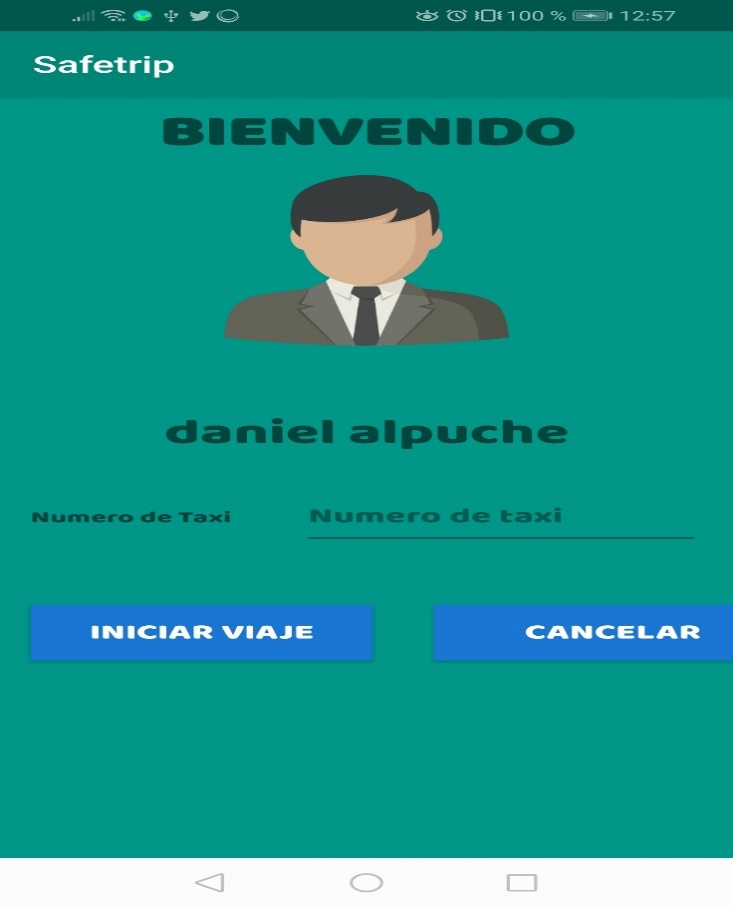 100 % 12:57
Safetrip
BIENVENIDO
daniel alpuche
Numero de Taxi Numero de taxi
INICIAR VIAJE CANCELAR